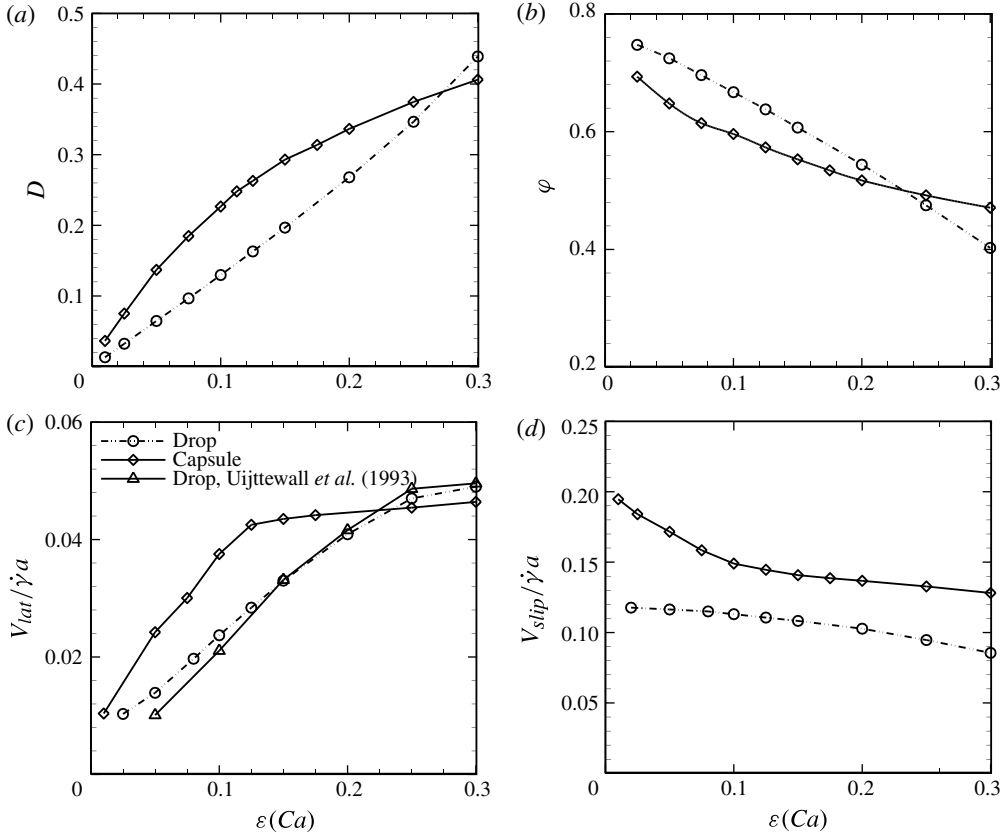 (a)
0.5
0.4
0.3
0.2
0.1
0
0.1
0.2
0.3
D
(b)
0.8
0.6
0.4
0.2
0.1
0.2
0.3
φ
(c)
0.06
0.04
0.02
0
0.1
0.2
0.3
V_lat/γ̇a
ε(Ca)
Drop
Capsule
Drop, Uijttewall et al. (1993)
(d)
0.25
0.20
0.15
0.10
0.05
0
0.1
0.2
0.3
V_slip/γ̇a
ε(Ca)